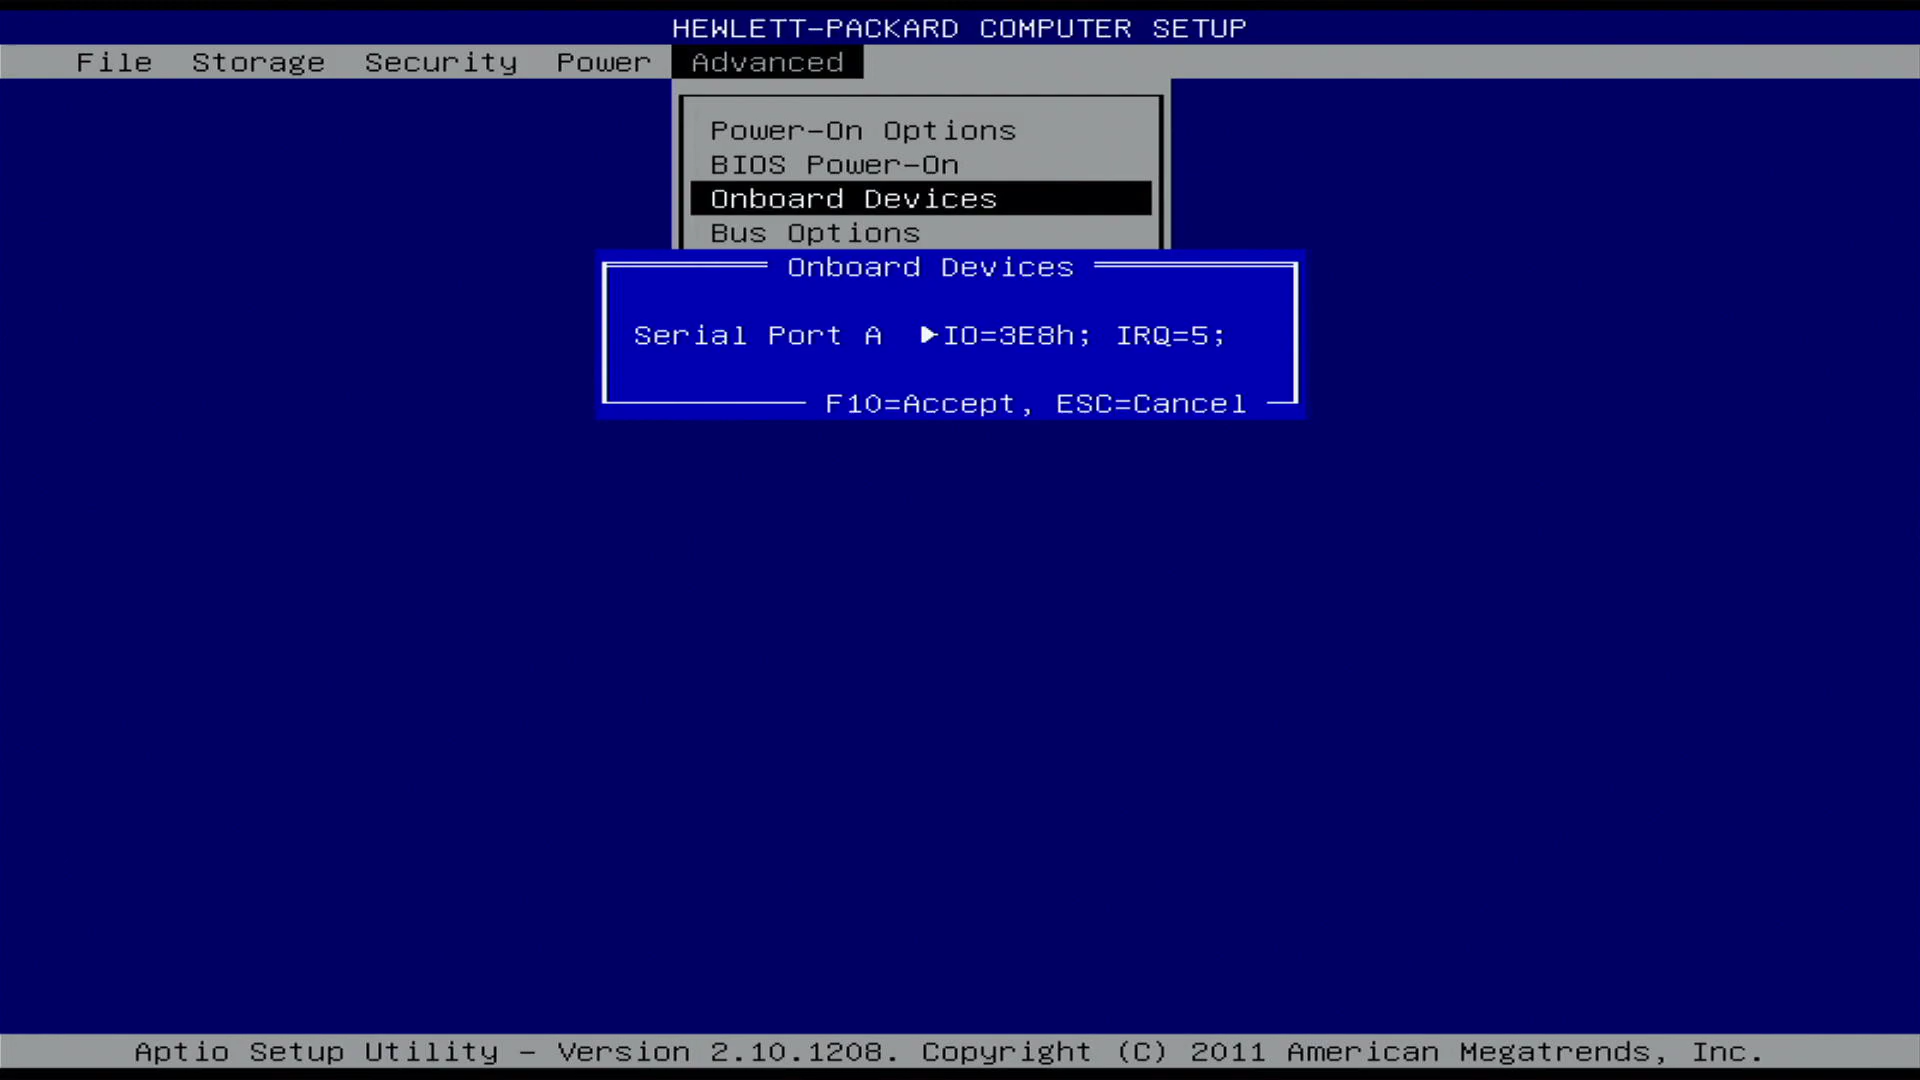 HEWLETT-PACKARD COMPUTER SETUP
File Storage Security Power Advanced
Power-On Options
BIOS Power-On
Onboard Devices
Bus Options
Onboard Devices
Serial Port A ▶IO=3E8h; IRQ=5;
F10=Accept, ESC=Cancel
Aptio Setup Utility - Version 2.10.1208. Copyright (C) 2011 American Megatrends, Inc.